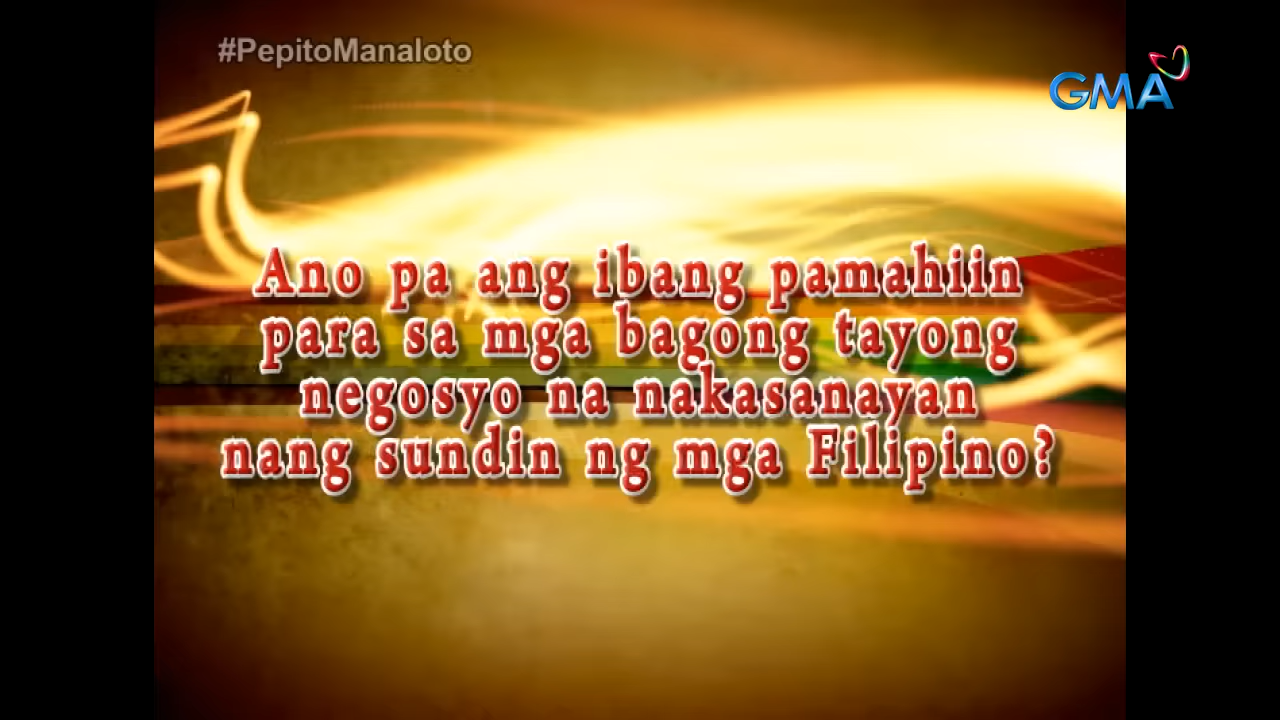 #PepitoManaloto
GMA
Ano pa ang ibang pamahiin
para sa mga bagong tayong
negosyo na nakasanayan
nang sundin ng mga Filipino?